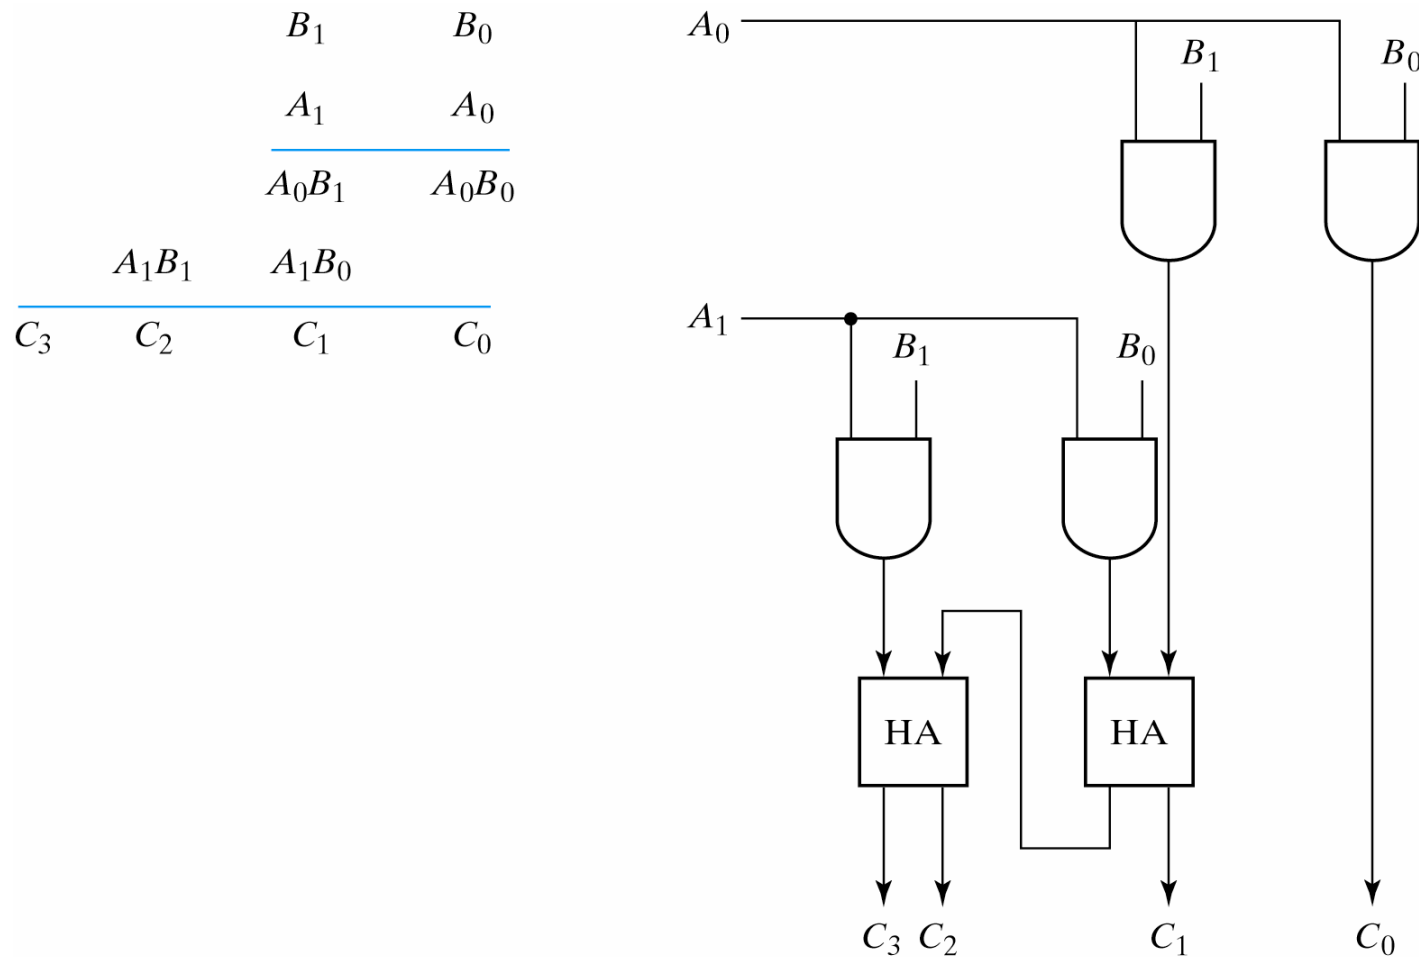 B₁ B₀
A₁ A₀
A₀B₁ A₀B₀
A₁B₁ A₁B₀
C₃ C₂ C₁ C₀
A₀
B₁ B₀
A₁
B₁ B₀
HA HA
C₃ C₂ C₁ C₀